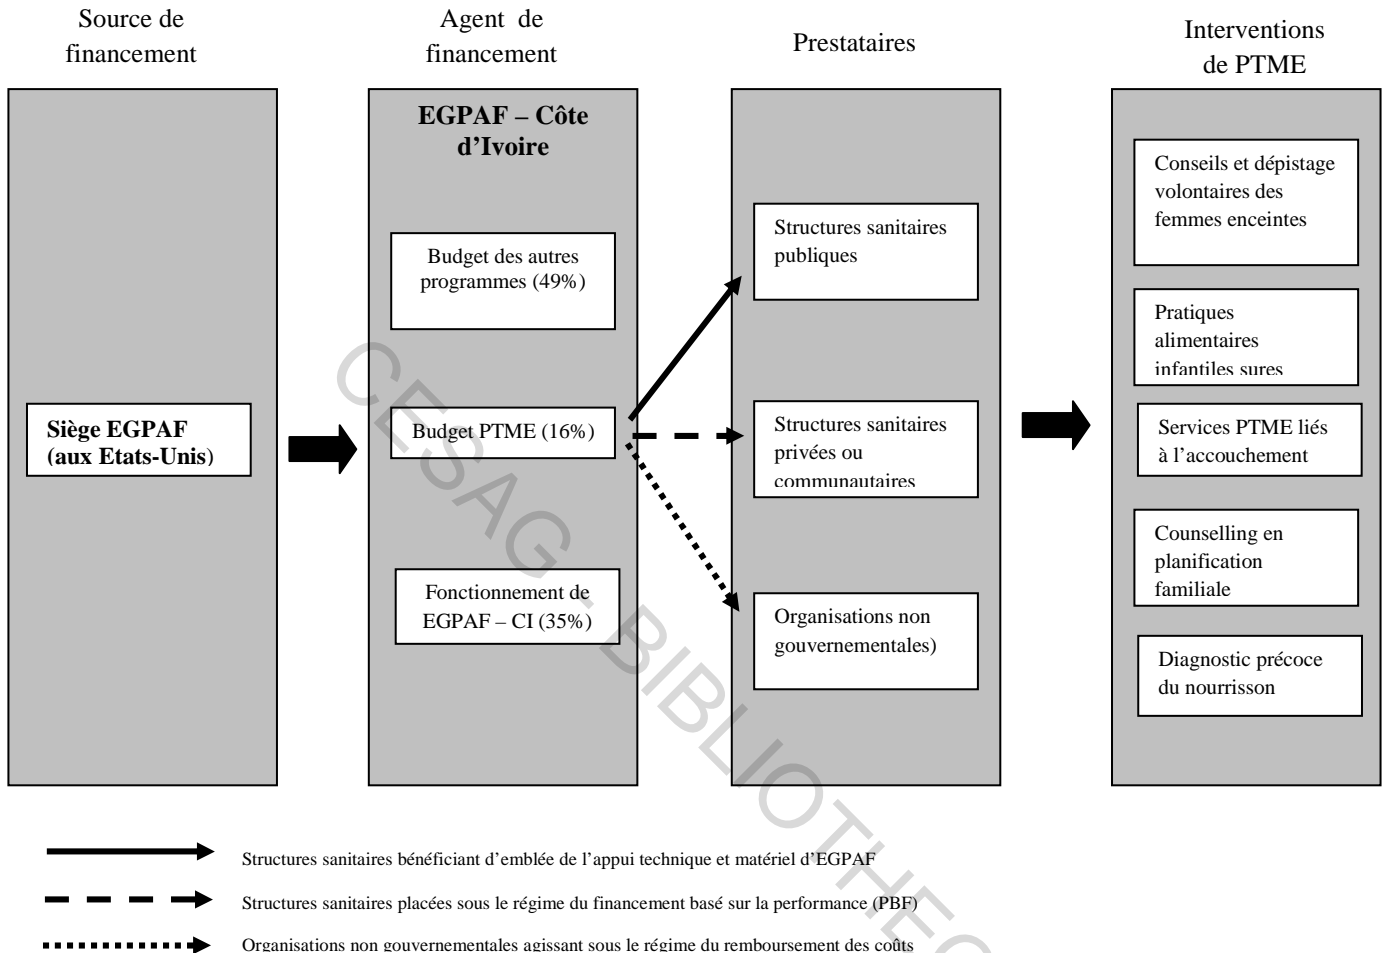 Source de
financement
Agent de
financement
Prestataires
Interventions
de PTME
EGPAF – Côte
d’Ivoire
Budget des autres
programmes (49%)
Siège EGPAF
(aux Etats-Unis)
Budget PTME (16%)
Fonctionnement de
EGPAF – CI (35%)
Structures sanitaires
publiques
Structures sanitaires
privées ou
communautaires
Organisations non
gouvernementales)
Conseils et dépistage
volontaires des
femmes enceintes
Pratiques
alimentaires
infantiles sures
Services PTME liés
à l’accouchement
Counselling en
planification
familiale
Diagnostic précoce
du nourrisson
Structures sanitaires bénéficiant d’emblée de l’appui technique et matériel d’EGPAF
Structures sanitaires placées sous le régime du financement basé sur la performance (PBF)
Organisations non gouvernementales agissant sous le régime du remboursement des coûts
CESAG - BIBLIOTHEC